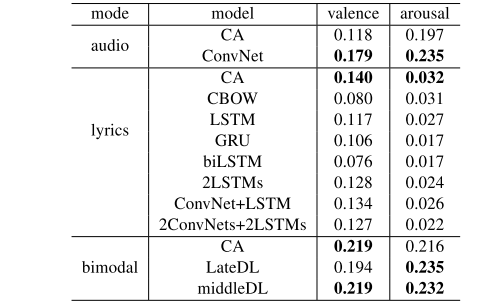 mode model valence arousal
audio CA 0.118 0.197
ConvNet 0.179 0.235
lyrics CA 0.140 0.032
CBOW 0.080 0.031
LSTM 0.117 0.027
GRU 0.106 0.017
biLSTM 0.076 0.017
2LSTMs 0.128 0.024
ConvNet+LSTM 0.134 0.026
2ConvNets+2LSTMs 0.127 0.022
bimodal CA 0.219 0.216
LateDL 0.194 0.235
middleDL 0.219 0.232